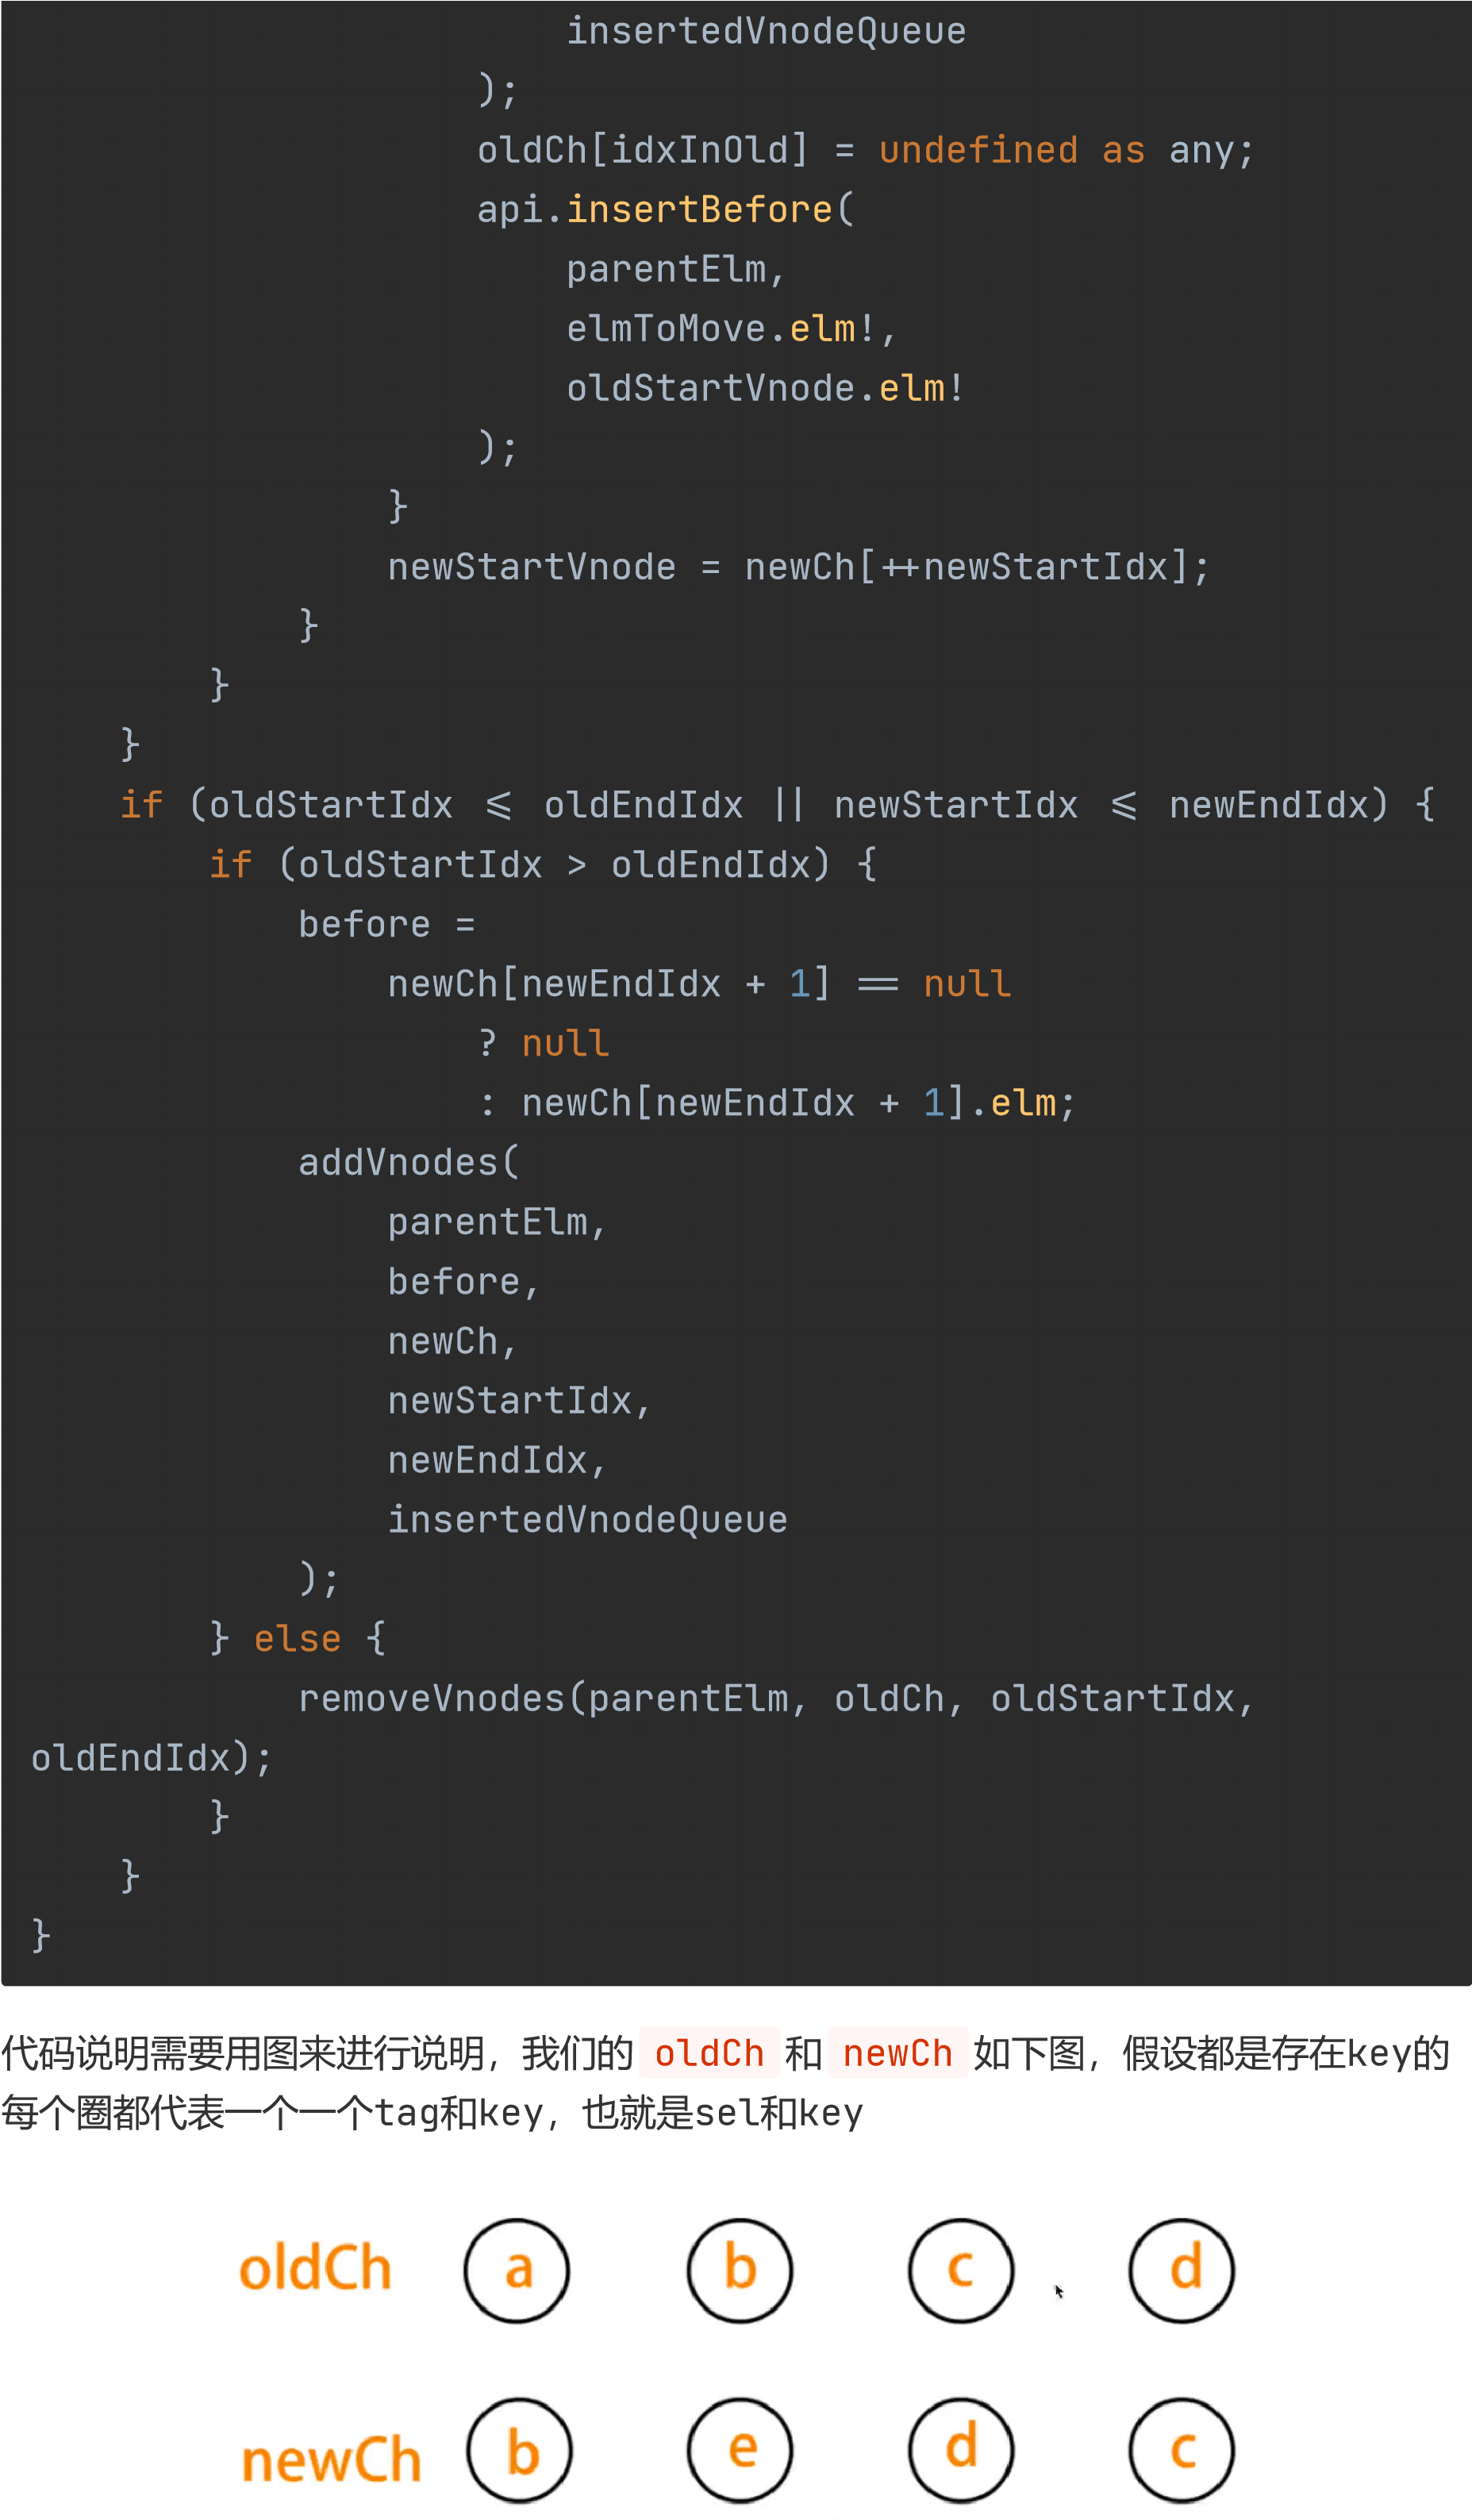 insertedVnodeQueue
);
oldCh[idxInOld] = undefined as any;
api.insertBefore(
parentElm,
elmToMove.elm!,
oldStartVnode.elm!
);
}
newStartVnode = newCh[++newStartIdx];
}
}
}
if (oldStartIdx <= oldEndIdx || newStartIdx <= newEndIdx) {
if (oldStartIdx > oldEndIdx) {
before =
newCh[newEndIdx + 1] == null
? null
: newCh[newEndIdx + 1].elm;
addVnodes(
parentElm,
before,
newCh,
newStartIdx,
newEndIdx,
insertedVnodeQueue
);
} else {
removeVnodes(parentElm, oldCh, oldStartIdx,
oldEndIdx);
}
}
}
代码说明需要用图来进行说明，我们的 oldCh 和 newCh 如下图，假设都是存在key的
每个圈都代表一个一个tag和key，也就是sel和key
oldCh a b c d
newCh b e d c